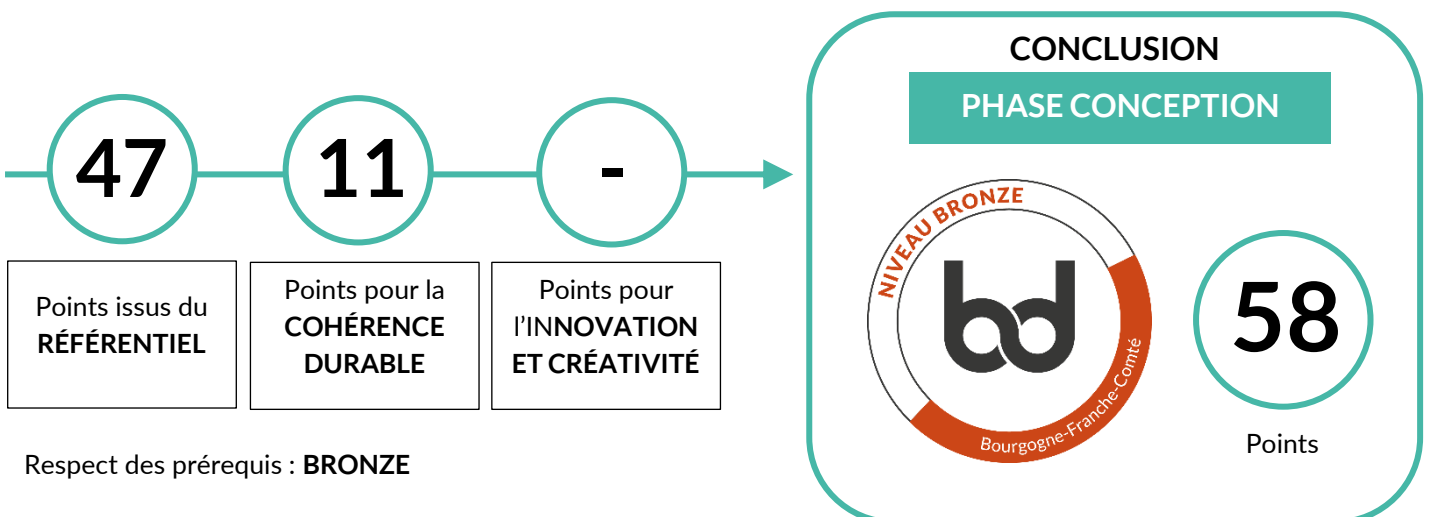 47
11
-
Points issus du
RÉFÉRENTIEL
Points pour la
COHÉRENCE
DURABLE
Points pour
l'INNOVATION
ET CRÉATIVITÉ
Respect des prérequis : BRONZE
CONCLUSION
PHASE CONCEPTION
NIVEAU BRONZE
bd
Bourgogne-Franche-Comté
58
Points